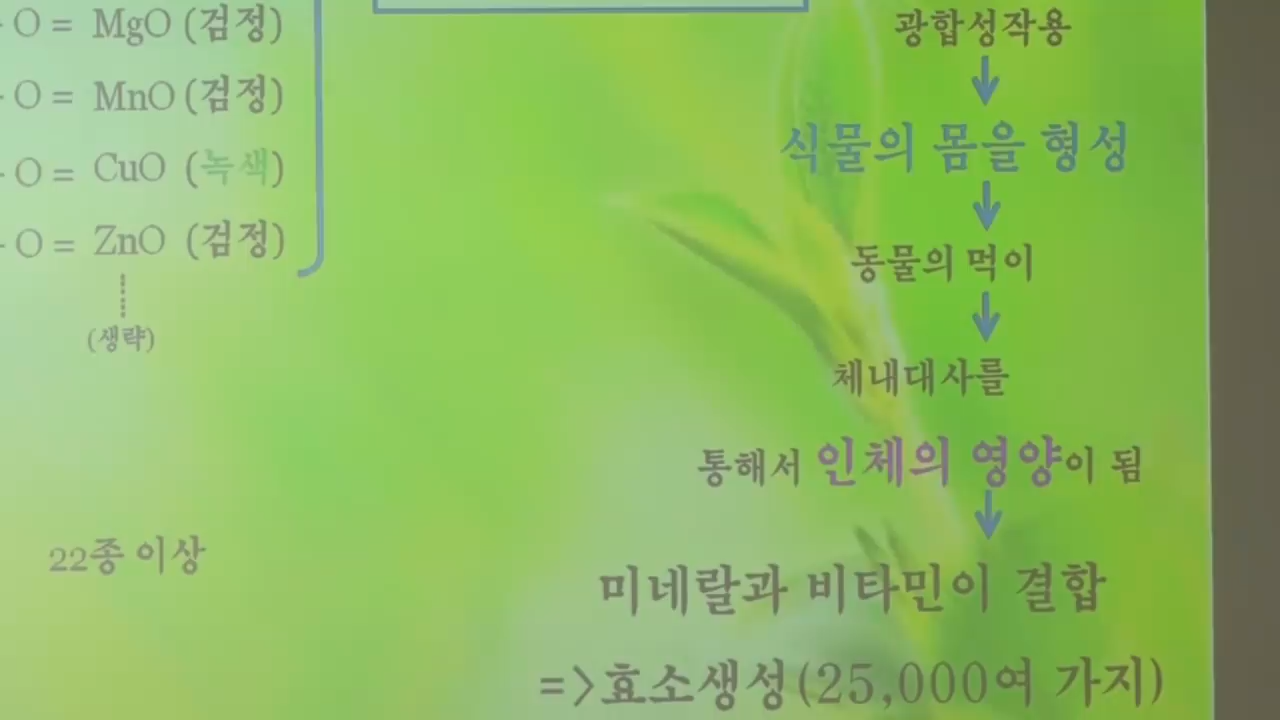 - O = MgO (검정)
- O = MnO (검정)
- O = CuO (녹색)
- O = ZnO (검정)
(생략)
22종 이상
광합성작용
식물의 몸을 형성
동물의 먹이
체내대사를
통해서 인체의 영양이 됨
미네랄과 비타민이 결합
=>효소생성(25,000여 가지)